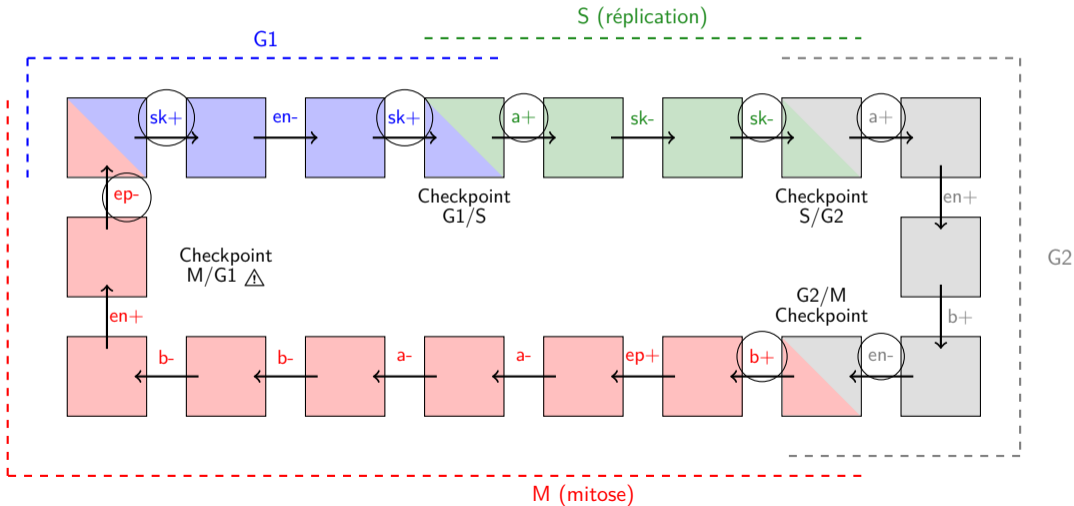 S (réplication)
G1
sk+
en-
sk+
a+
sk-
sk-
a+
ep-
Checkpoint
G1/S
Checkpoint
S/G2
en+
Checkpoint
M/G1 ⚠
G2
G2/M
Checkpoint
en+
b+
b-
b-
a-
a-
ep+
b+
en-
M (mitose)